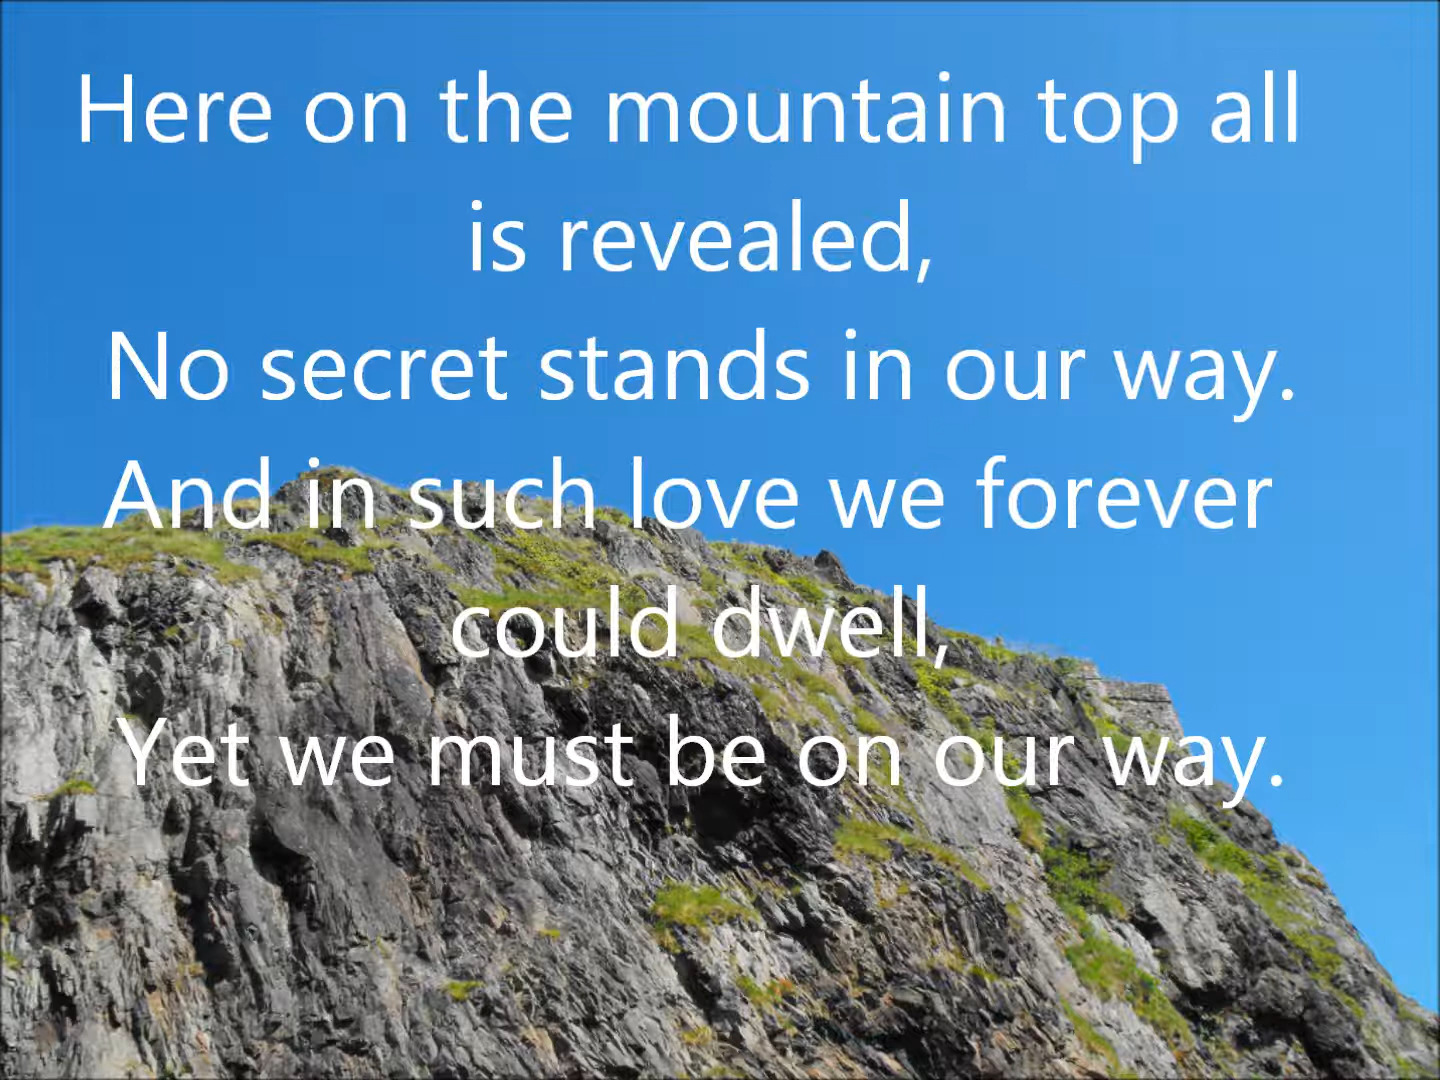 Here on the mountain top all
is revealed,
No secret stands in our way.
And in such love we forever
could dwell,
Yet we must be on our way.